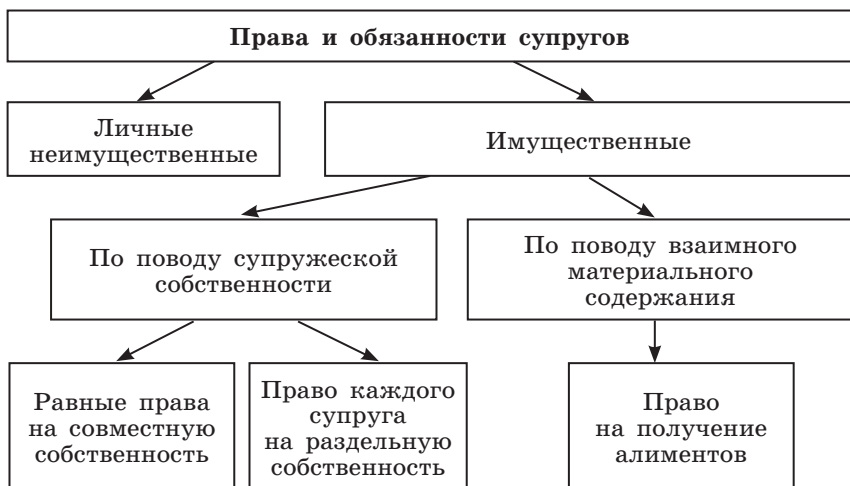 Права и обязанности супругов
Личные
неимущественные
Имущественные
По поводу супружеской
собственности
По поводу взаимного
материального
содержания
Равные права
на совместную
собственность
Право каждого
супруга
на раздельную
собственность
Право
на получение
алиментов